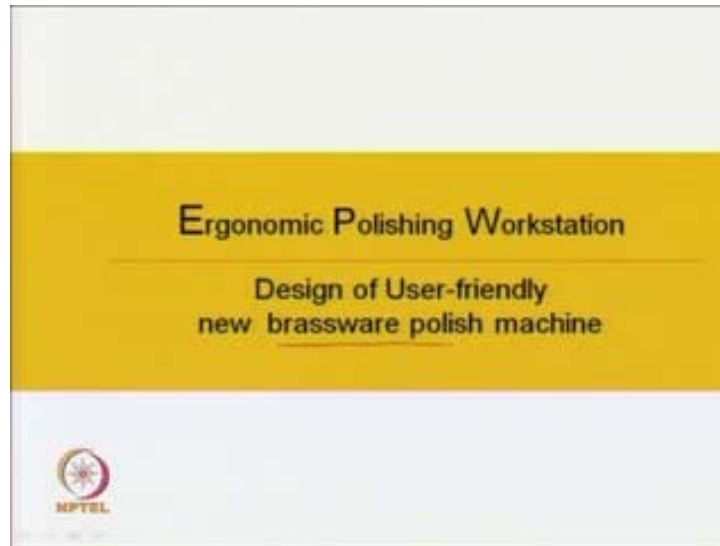 Ergonomic Polishing Workstation
Design of User-friendly
new brassware polish machine
NPTEL